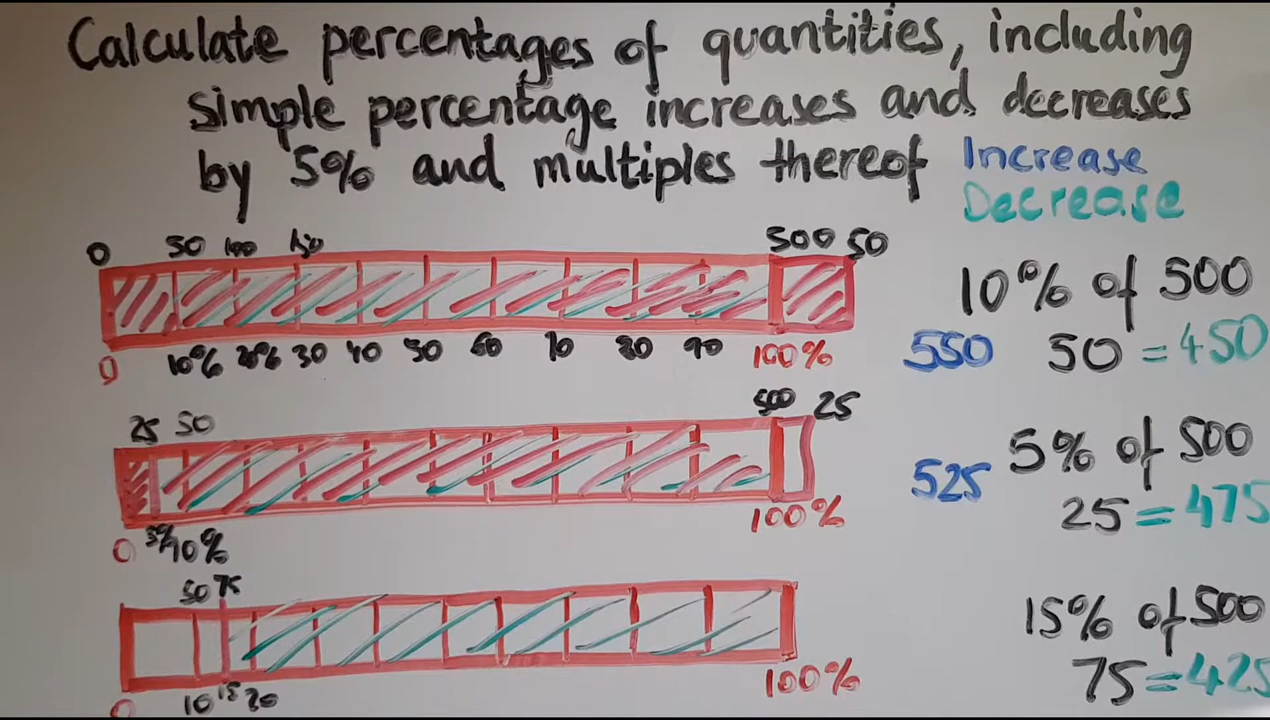 Calculate percentages of quantities, including
simple percentage increases and decreases
by 5% and multiples thereof Increase
Decrease
0 50 100 150 500 50
10% of 500
0 10% 20% 30 40 50 60 70 80 90 100%
550 50 = 450
25 50 500 25
5% of 500
525 25 = 475
0 5% 10% 100%
50 75
15% of 500
75 = 425
0 10 15 20 100%